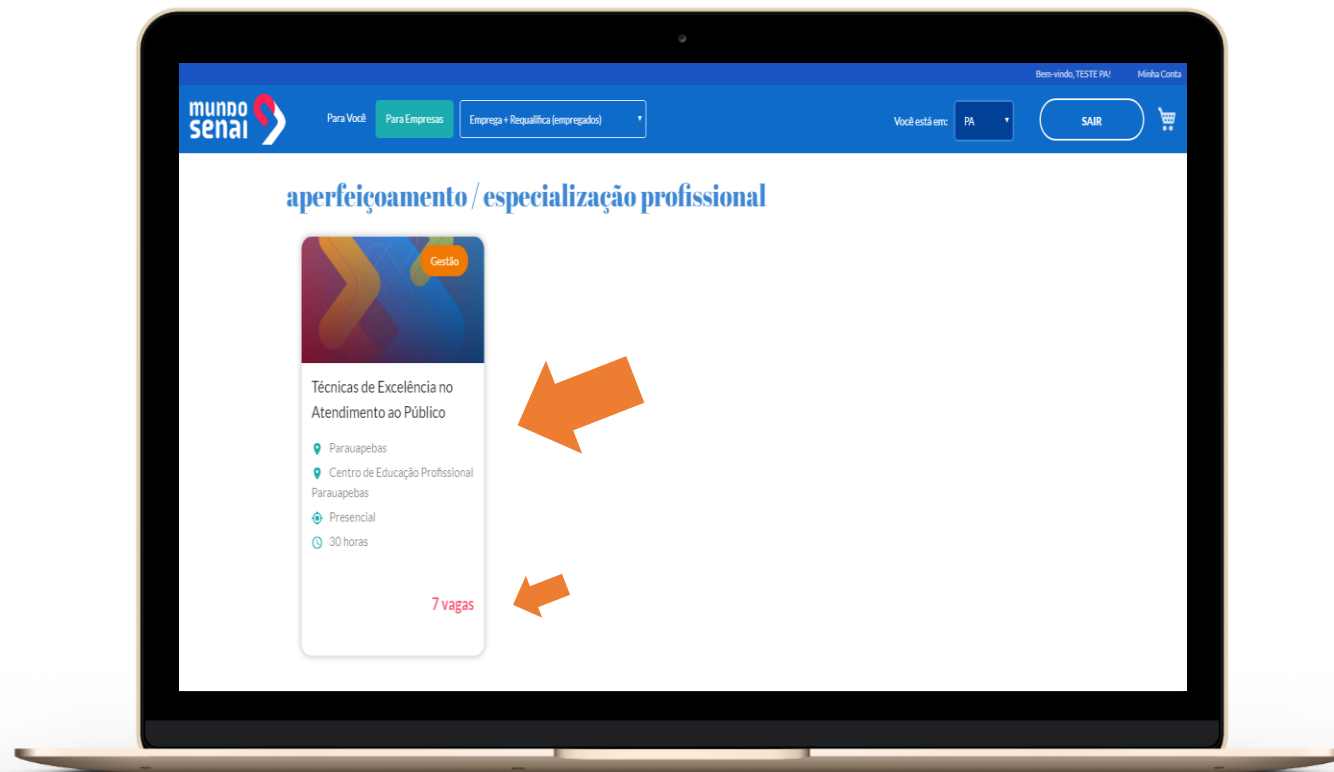 Bem-vindo, TESTE PA! Minha Conta
mundo
senai
Para Você Para Empresas Emprega + Requalifica (empregados) Você está em: PA SAIR
aperfeiçoamento / especialização profissional
Gestão
Técnicas de Excelência no
Atendimento ao Público
Parauapebas
Centro de Educação Profissional
Parauapebas
Presencial
30 horas
7 vagas